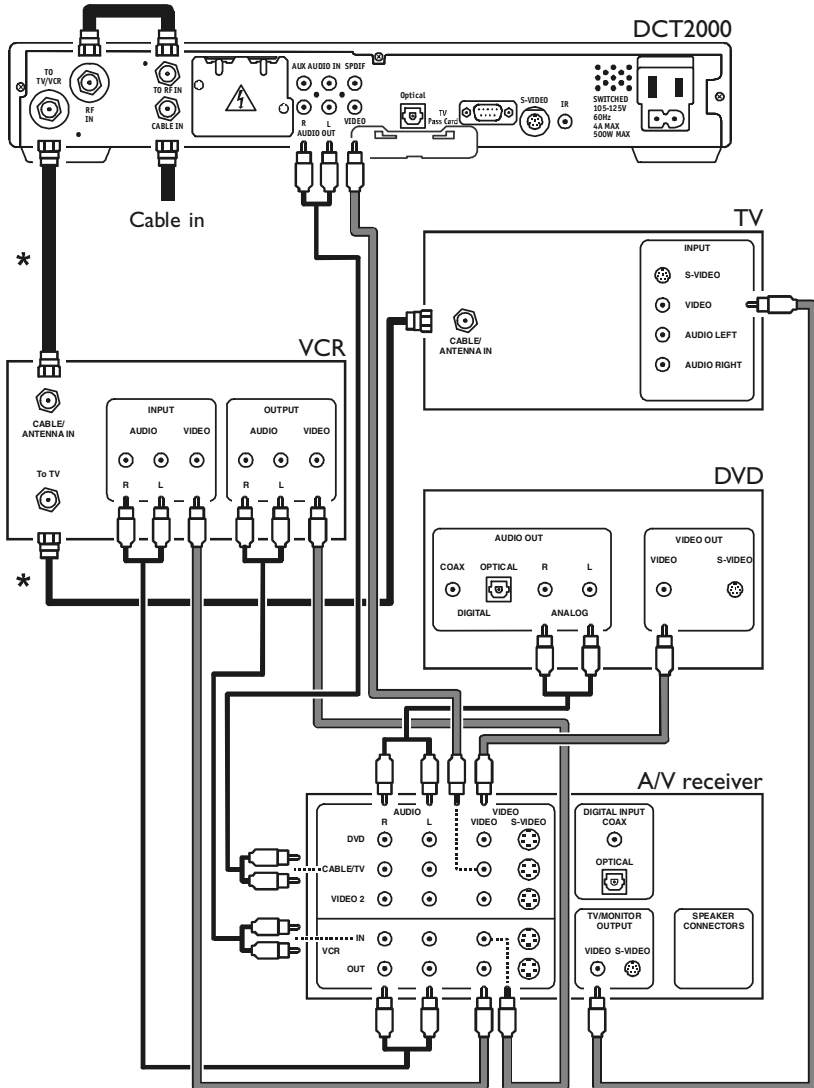 DCT2000
TO
TV/VCR
RF
IN
TO RF IN
CABLE IN
AUX AUDIO IN SPDIF
R L VIDEO
AUDIO OUT
Optical
TV
Pass Card
S-VIDEO
IR
SWITCHED
105-125V
60Hz
4A MAX
500W MAX
Cable in
*
TV
INPUT
S-VIDEO
VIDEO
AUDIO LEFT
AUDIO RIGHT
CABLE/
ANTENNA IN
VCR
CABLE/
ANTENNA IN
To TV
INPUT
AUDIO VIDEO
R L
OUTPUT
AUDIO VIDEO
R L
*
DVD
AUDIO OUT
COAX OPTICAL R L
DIGITAL ANALOG
VIDEO OUT
VIDEO S-VIDEO
A/V receiver
AUDIO VIDEO
R L VIDEO S-VIDEO
DVD
CABLE/TV
VIDEO 2
IN
VCR
OUT
DIGITAL INPUT
COAX
OPTICAL
TV/MONITOR
OUTPUT
VIDEO S-VIDEO
SPEAKER
CONNECTORS